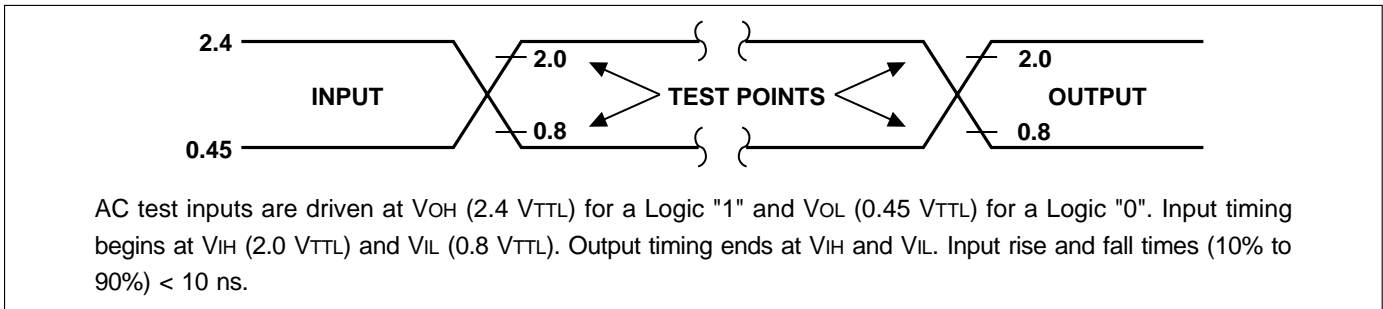 2.4
2.0
2.0
INPUT
TEST POINTS
OUTPUT
0.8
0.8
0.45
AC test inputs are driven at VOH (2.4 VTTL) for a Logic "1" and VOL (0.45 VTTL) for a Logic "0". Input timing
begins at VIH (2.0 VTTL) and VIL (0.8 VTTL). Output timing ends at VIH and VIL. Input rise and fall times (10% to
90%) < 10 ns.